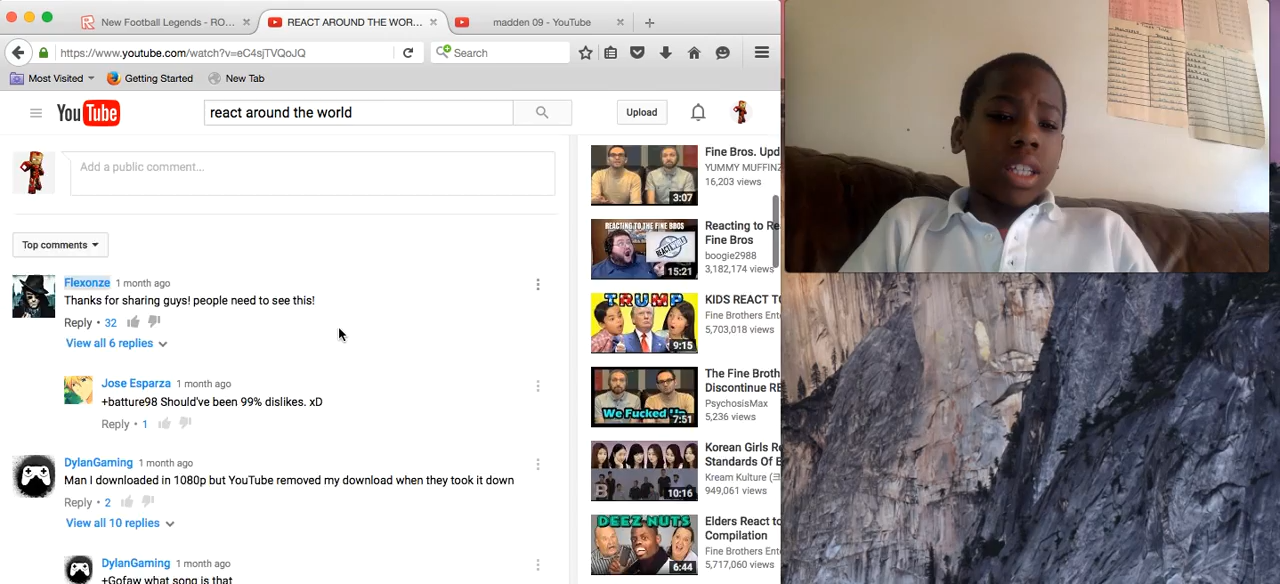 New Football Legends - RO...
REACT AROUND THE WOR...
madden 09 - YouTube
https://www.youtube.com/watch?v=eC4sjTVQoJQ
Search
Most Visited
Getting Started
New Tab
YouTube
react around the world
Upload
Add a public comment...
Top comments
Flexonze 1 month ago
Thanks for sharing guys! people need to see this!
Reply • 32
View all 6 replies
Jose Esparza 1 month ago
+batture98 Should've been 99% dislikes. xD
Reply • 1
DylanGaming 1 month ago
Man I downloaded in 1080p but YouTube removed my download when they took it down
Reply • 2
View all 10 replies
DylanGaming 1 month ago
+Gofaw what song is that
3:07
Fine Bros. Upd
YUMMY MUFFINZ
16,203 views
REACTING TO THE FINE BROS
15:21
Reacting to Re
Fine Bros
boogie2988
3,182,174 views
TRUMP
9:15
KIDS REACT TO
Fine Brothers Ente
5,703,018 views
We Fucked Up
7:51
The Fine Broth
Discontinue RE
PsychosisMax
5,236 views
10:16
Korean Girls Re
Standards Of B
Kream Kulture (크
949,061 views
DEEZ NUTS
6:44
Elders React to
Compilation
Fine Brothers Ente
5,717,060 views